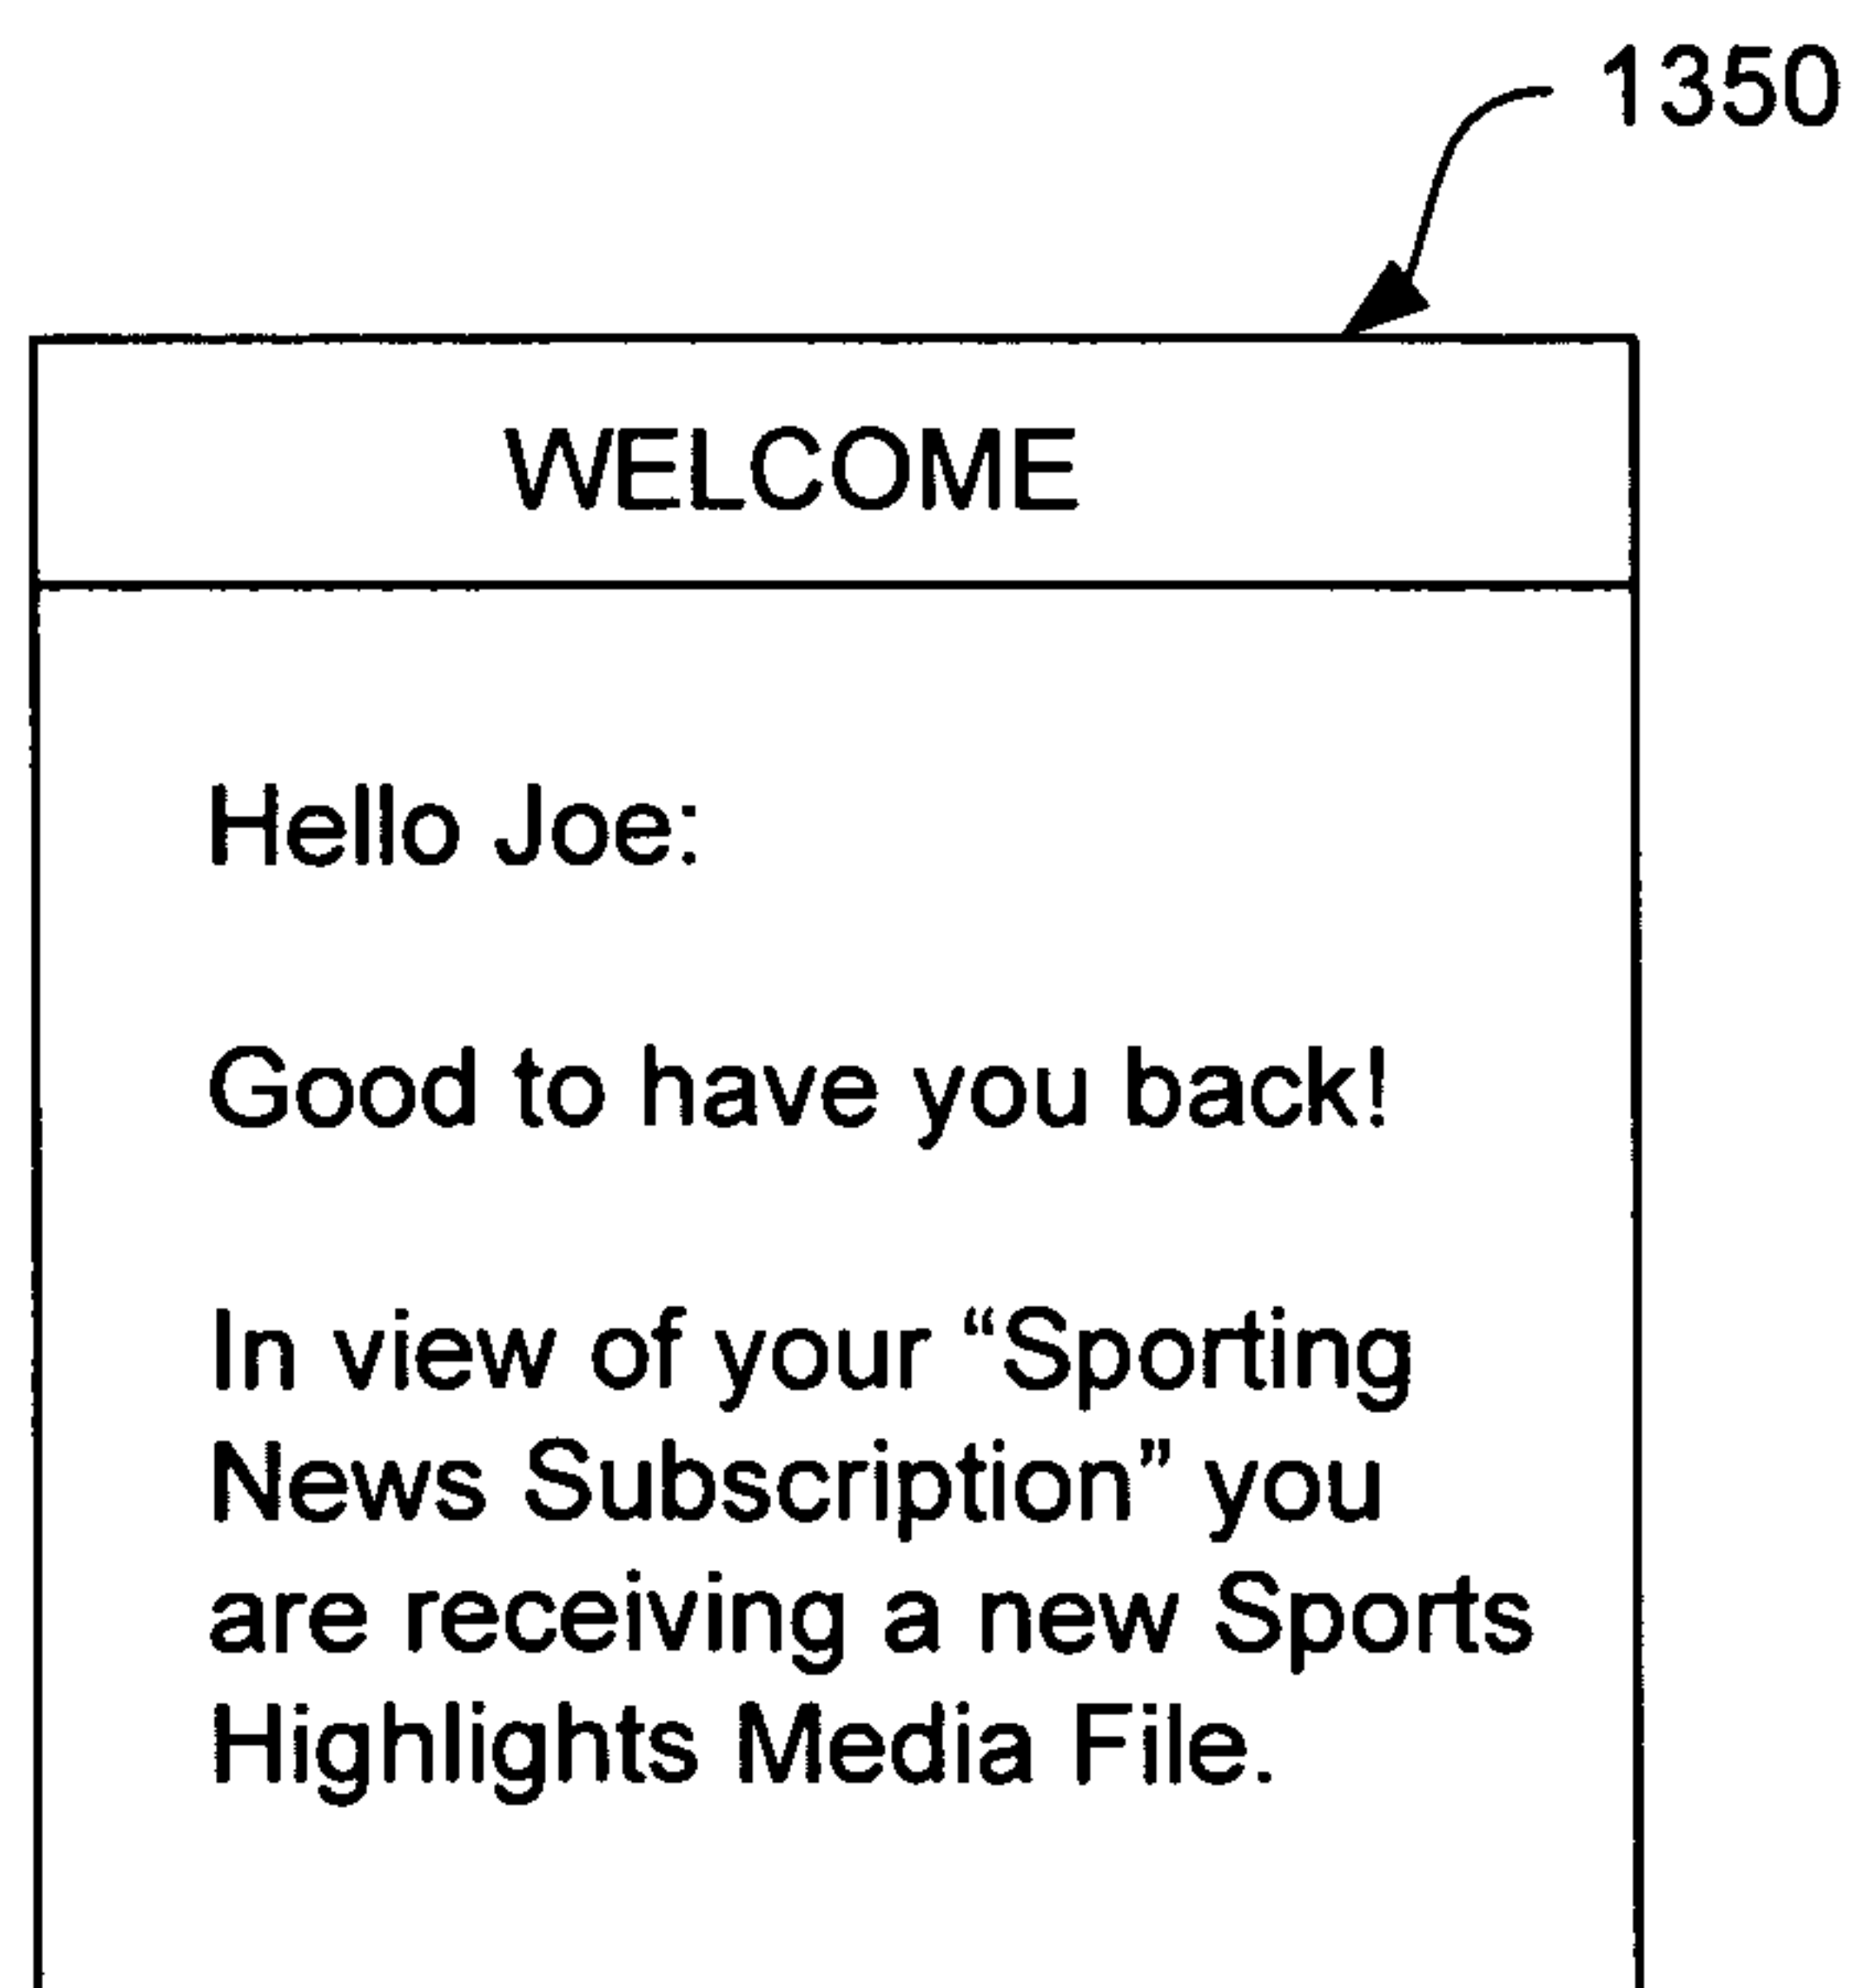 1350
WELCOME
Hello Joe:
Good to have you back!
In view of your “Sporting
News Subscription” you
are receiving a new Sports
Highlights Media File.